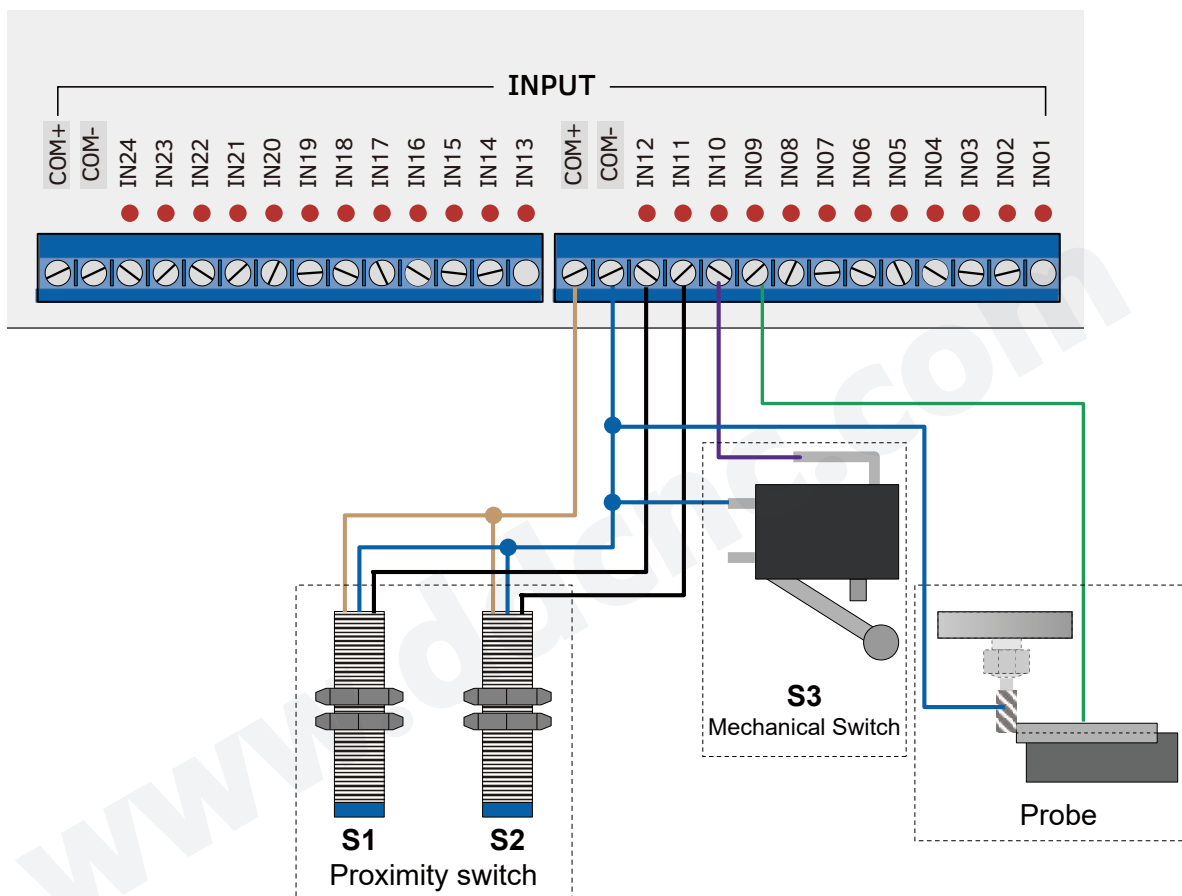 INPUT
COM+
COM-
IN24
IN23
IN22
IN21
IN20
IN19
IN18
IN17
IN16
IN15
IN14
IN13
COM+
COM-
IN12
IN11
IN10
IN09
IN08
IN07
IN06
IN05
IN04
IN03
IN02
IN01
S3
Mechanical Switch
Probe
S1
S2
Proximity switch
www.ddcnc.com